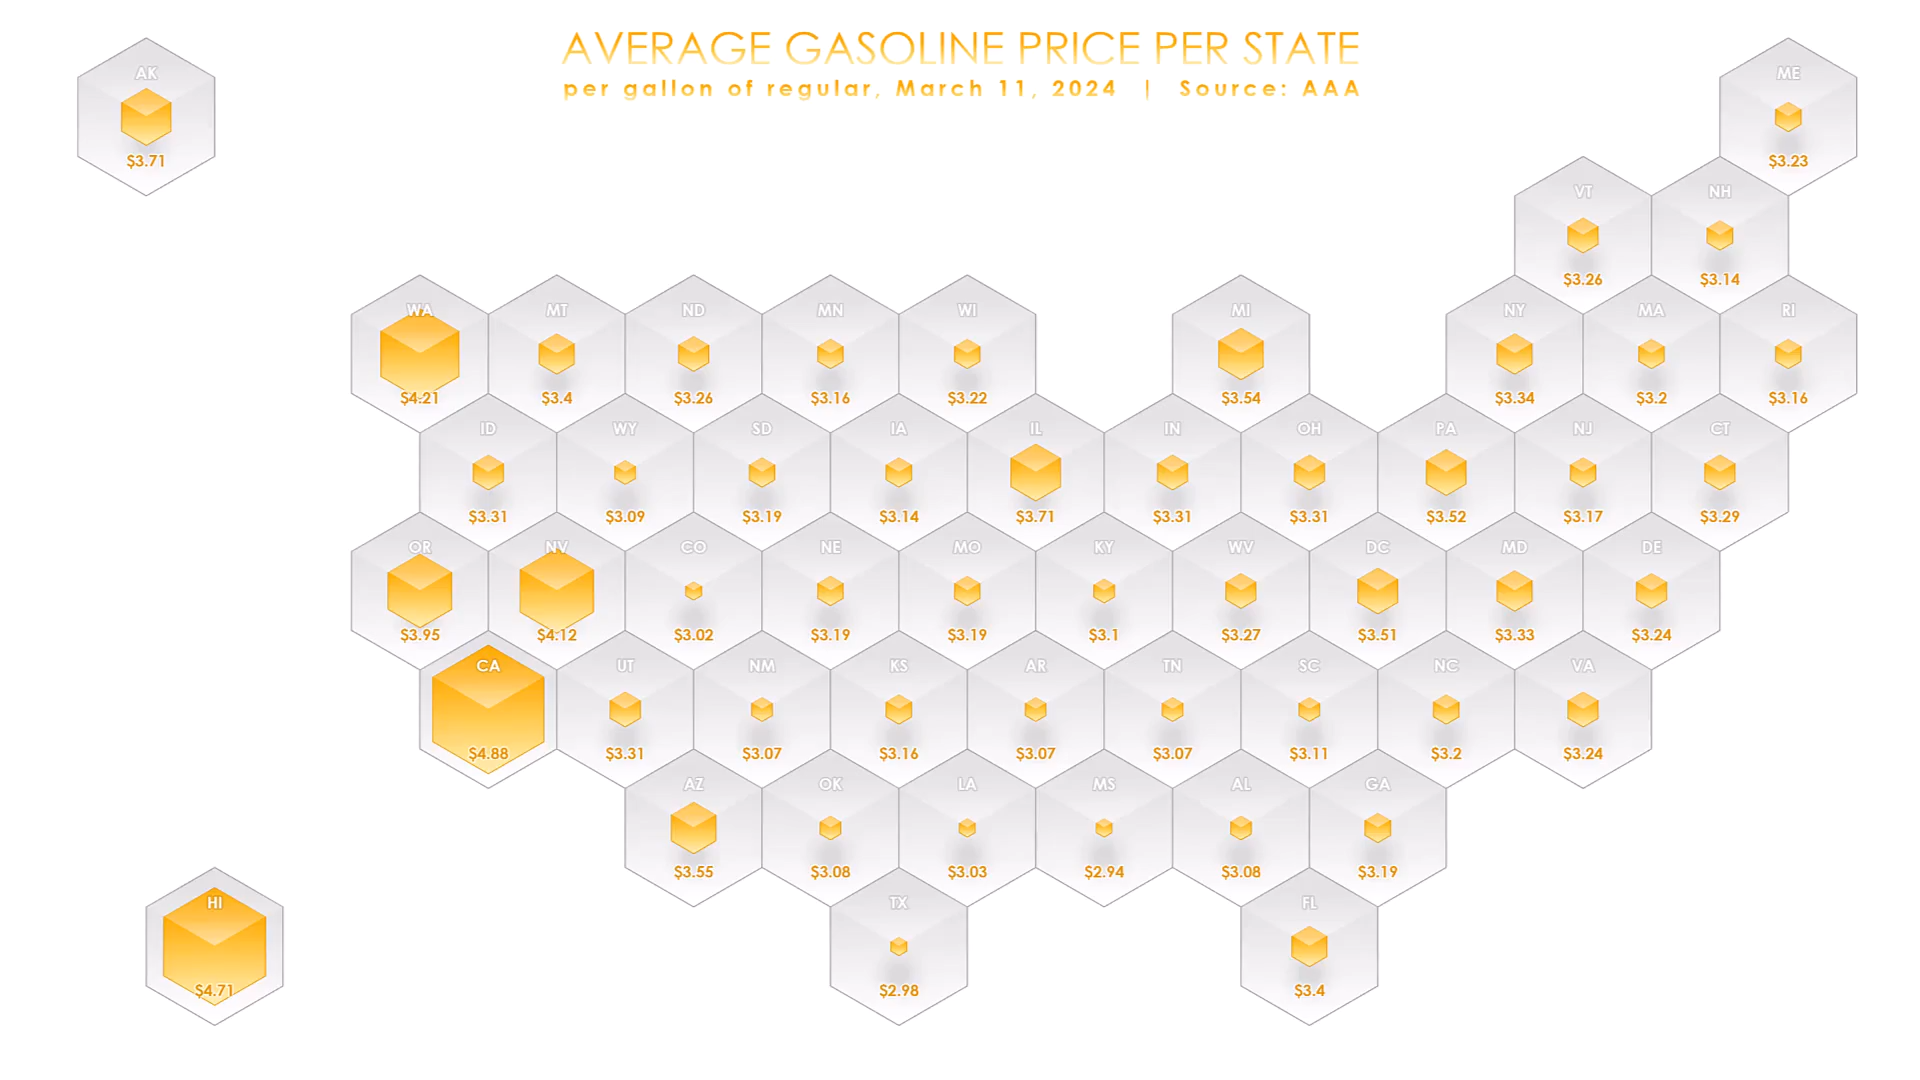 AVERAGE GASOLINE PRICE PER STATE
per gallon of regular, March 11, 2024 | Source: AAA
AK
ME
$3.71
$3.23
VT NH
$3.26 $3.14
WA MT ND MN WI MI NY MA RI
$4.21 $3.4 $3.26 $3.16 $3.22 $3.54 $3.34 $3.2 $3.16
ID WY SD IA IL IN OH PA NJ CT
$3.31 $3.09 $3.19 $3.14 $3.71 $3.31 $3.31 $3.52 $3.17 $3.29
OR NV CO NE MO KY WV DC MD DE
$3.95 $4.12 $3.02 $3.19 $3.19 $3.1 $3.27 $3.51 $3.33 $3.24
CA UT NM KS AR TN SC NC VA
$4.88 $3.31 $3.07 $3.16 $3.07 $3.07 $3.11 $3.2 $3.24
AZ OK LA MS AL GA
$3.55 $3.08 $3.03 $2.94 $3.08 $3.19
HI TX FL
$4.71 $2.98 $3.4